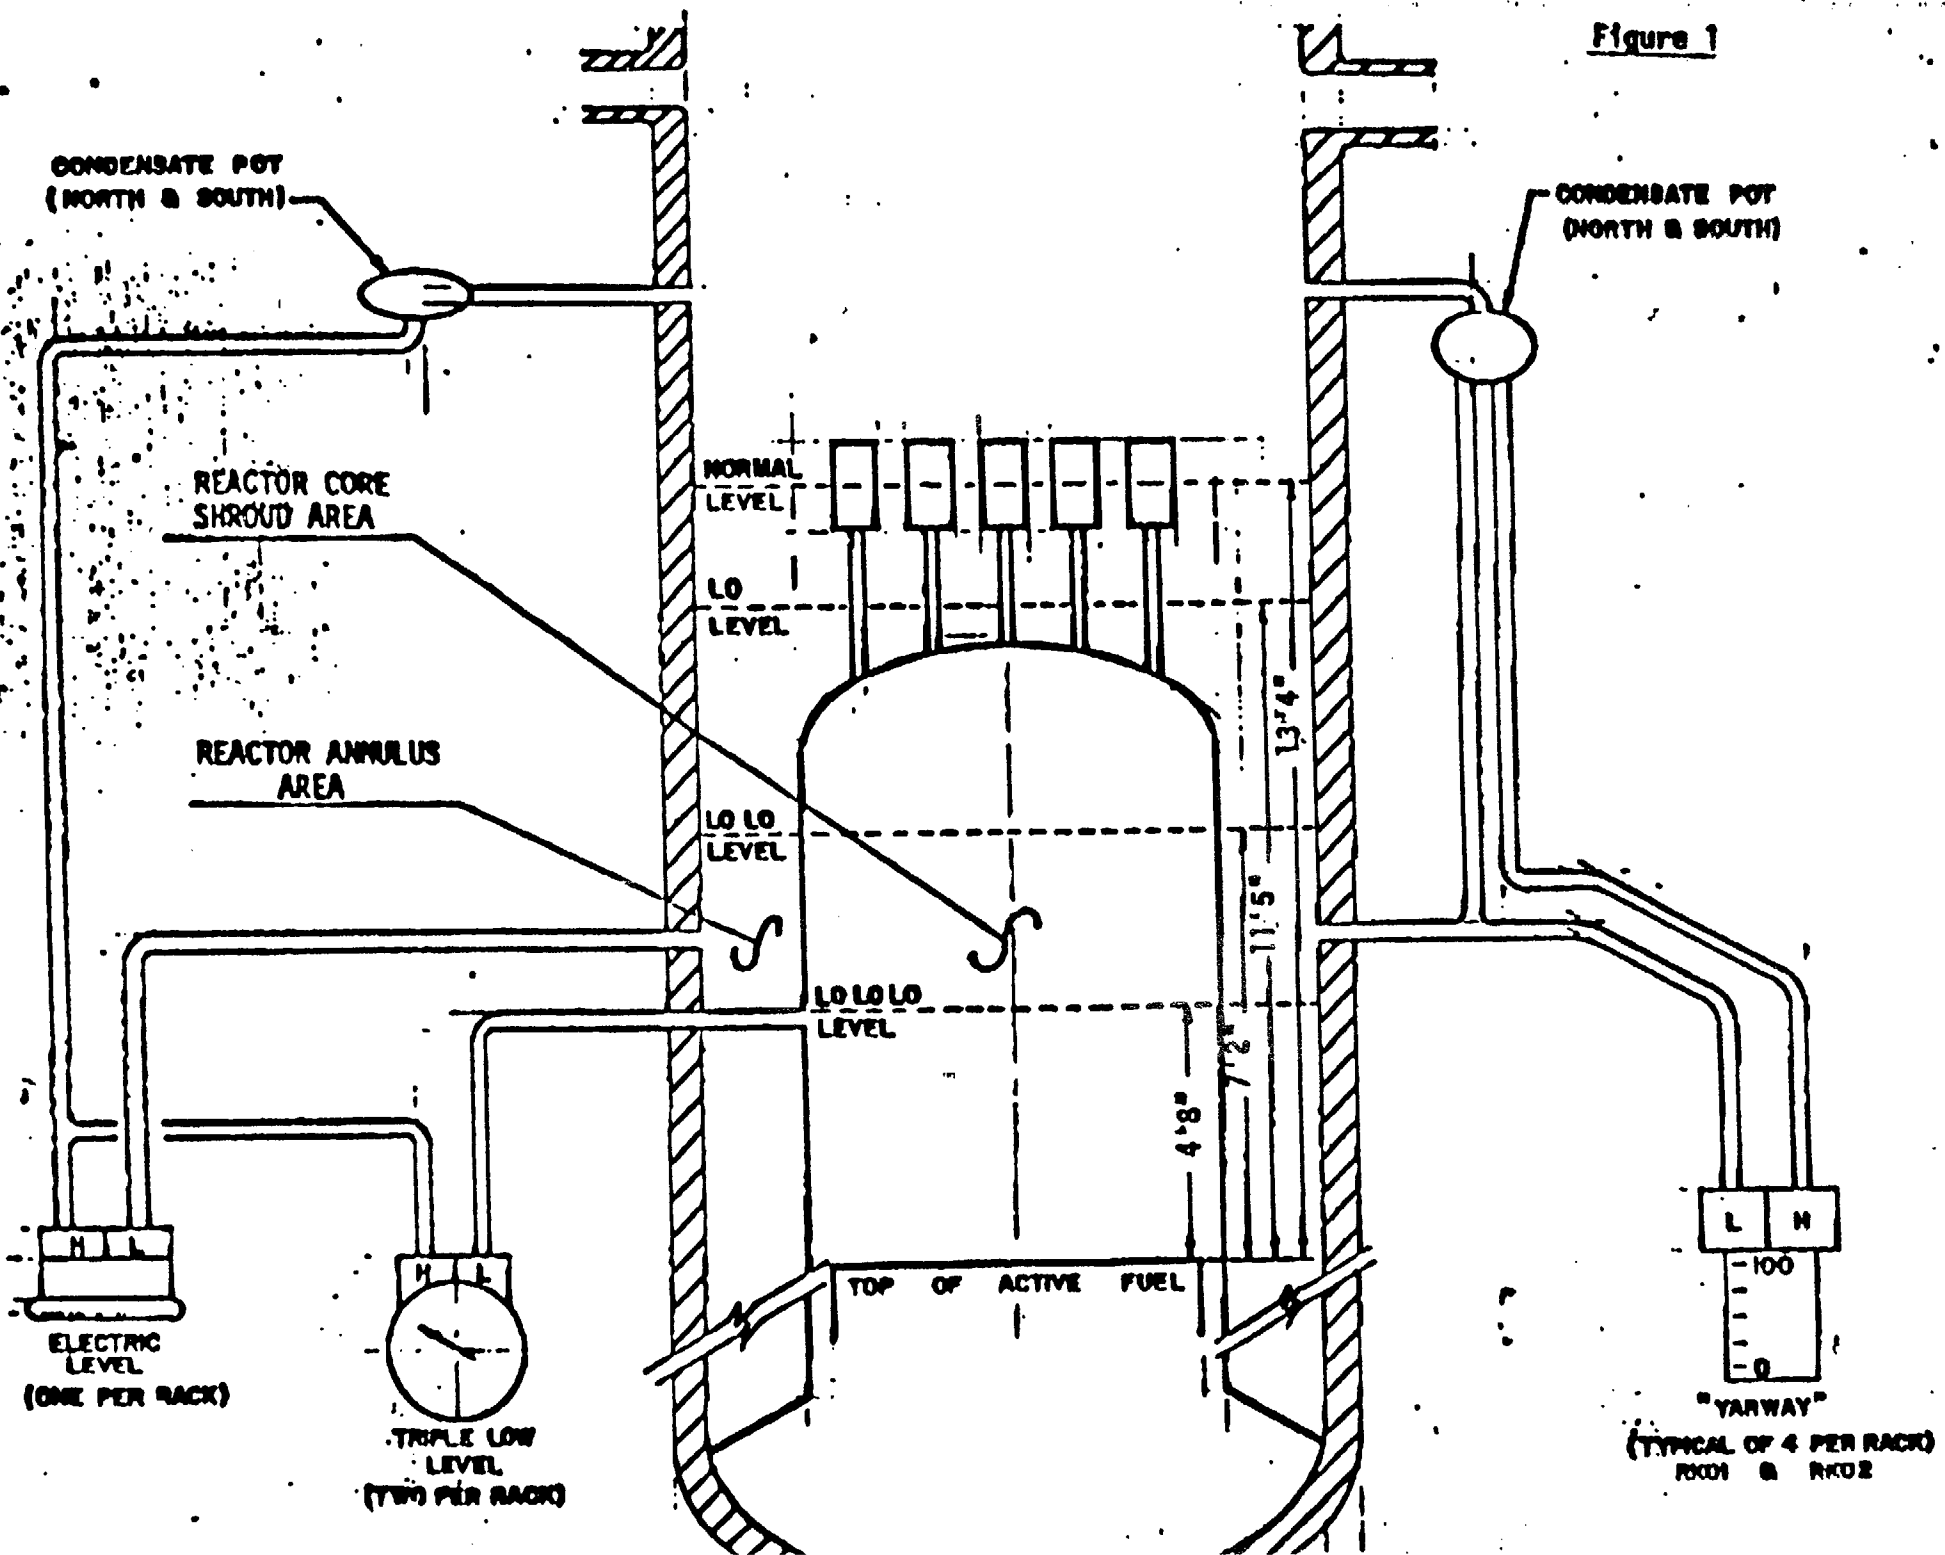 Figure 1
CONDENSATE POT
(NORTH & SOUTH)
CONDENSATE POT
(NORTH & SOUTH)
REACTOR CORE
SHROUD AREA
NORMAL
LEVEL
LO
LEVEL
13'4"
REACTOR ANNULUS
AREA
LO LO
LEVEL
11'5"
LO LO LO
LEVEL
7'2"
4'8"
H L
H L
L H
100
0
TOP OF ACTIVE FUEL
ELECTRIC
LEVEL
(ONE PER RACK)
TRIPLE LOW
LEVEL
(TWO PER RACK)
"YARWAY"
(TYPICAL OF 4 PER RACK)
RK01 & RK02